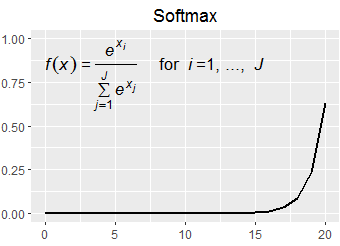 Softmax
1.00
f(x) = e^{x_i} / \sum_{j=1}^{J} e^{x_j} for i=1, ..., J
0.75
0.50
0.25
0.00
0 5 10 15 20